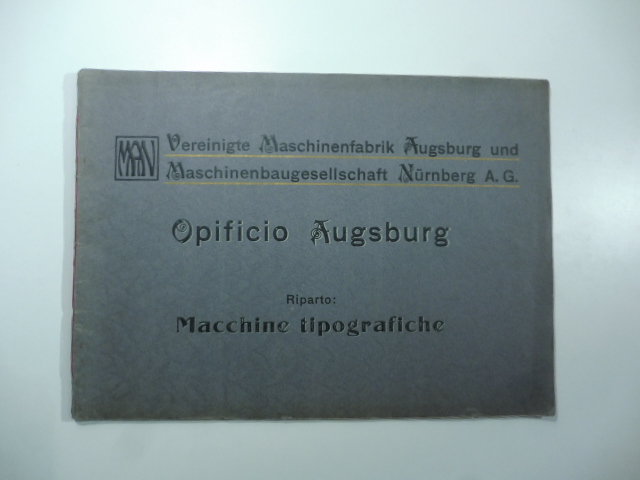 MAN
Vereinigte Maschinenfabrik Augsburg und
Maschinenbaugesellschaft Nürnberg A. G.
Opificio Augsburg
Riparto:
Macchine tipografiche